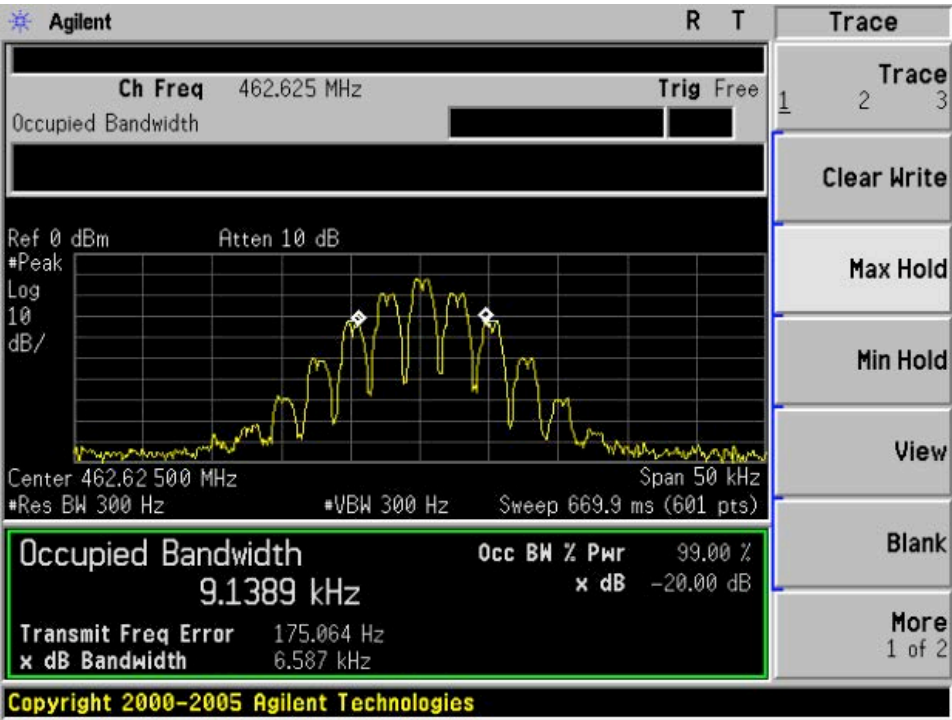 Agilent R T Trace
Ch Freq 462.625 MHz Trig Free
Occupied Bandwidth
Trace
1 2 3
Clear Write
Max Hold
Min Hold
View
Blank
More
1 of 2
Ref 0 dBm Atten 10 dB
#Peak
Log
10
dB/
Center 462.62 500 MHz Span 50 kHz
#Res BW 300 Hz #VBW 300 Hz Sweep 669.9 ms (601 pts)
Occupied Bandwidth Occ BW % Pwr 99.00 %
9.1389 kHz x dB -20.00 dB
Transmit Freq Error 175.064 Hz
x dB Bandwidth 6.587 kHz
Copyright 2000-2005 Agilent Technologies